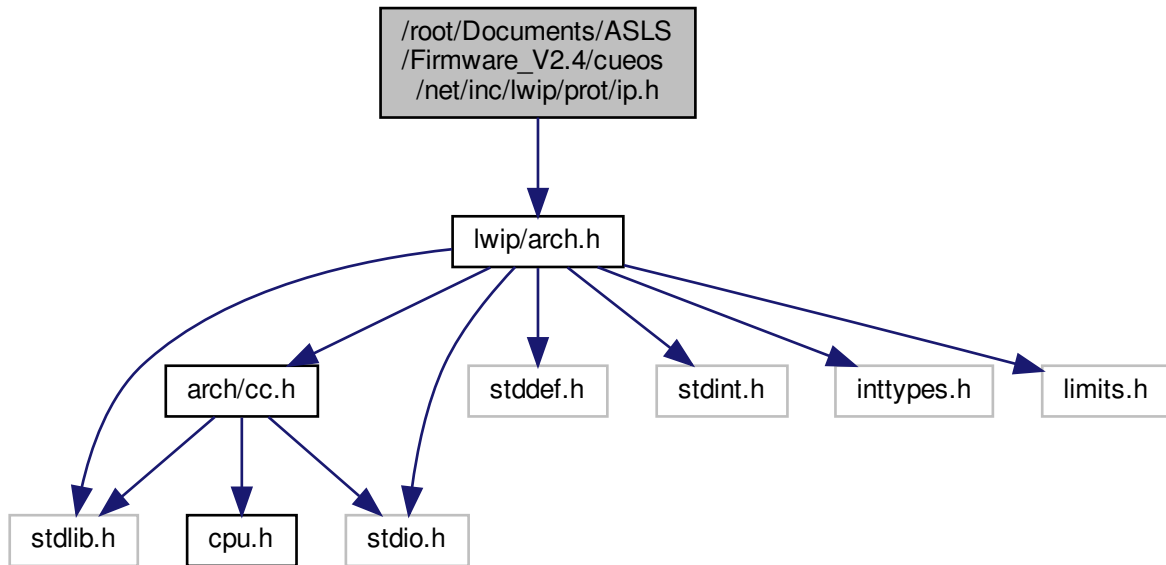 /root/Documents/ASLS
/Firmware_V2.4/cueos
/net/inc/lwip/prot/ip.h
lwip/arch.h
arch/cc.h
stddef.h
stdint.h
inttypes.h
limits.h
stdlib.h
cpu.h
stdio.h